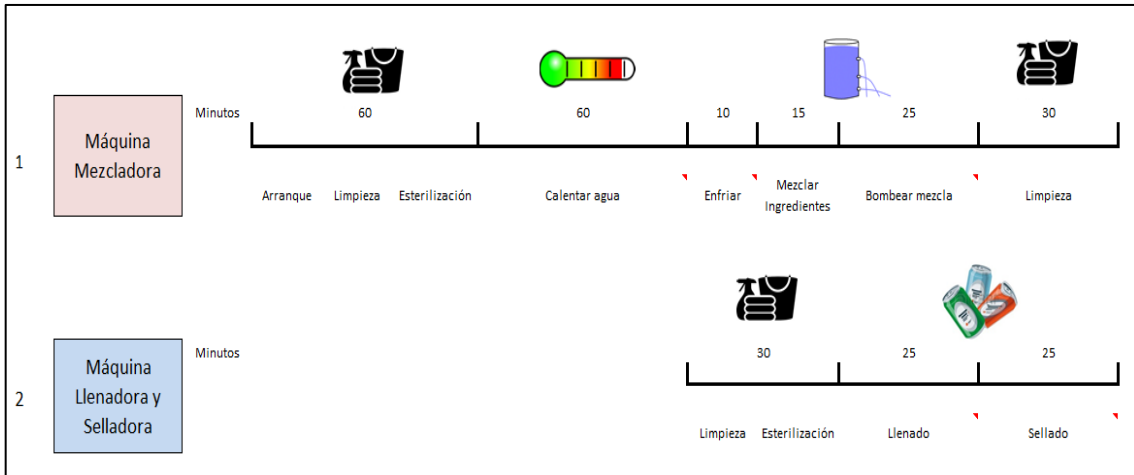 Minutos 60 60 10 15 25 30
1 Máquina
Mezcladora
Arranque Limpieza Esterilización Calentar agua Enfriar Mezclar
Ingredientes Bombear mezcla Limpieza
Minutos 30 25 25
2 Máquina
Llenadora y
Selladora
Limpieza Esterilización Llenado Sellado